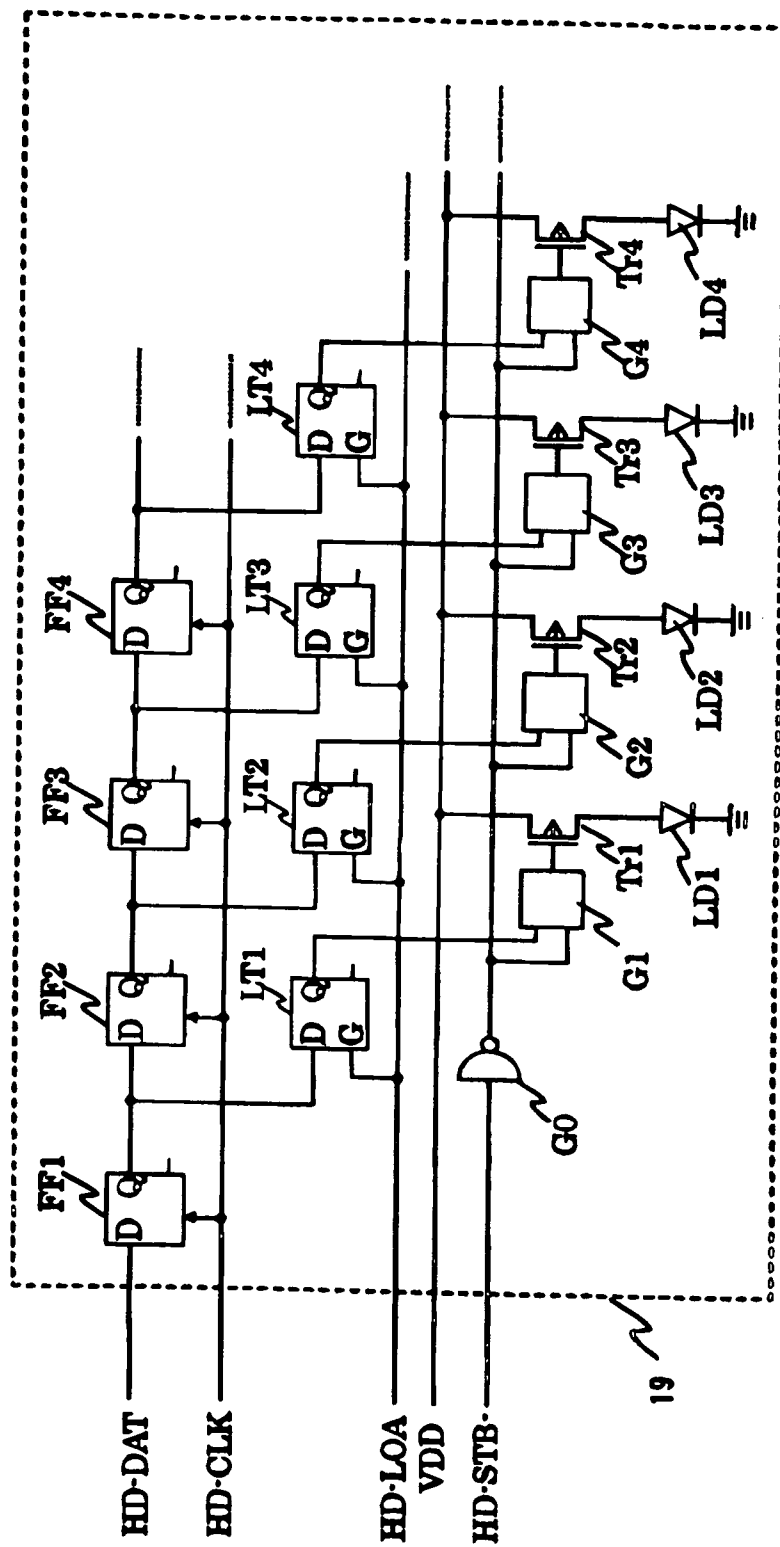 FF1
FF2
FF3
FF4
HD-DAT
D Q
D Q
D Q
D Q
HD-CLK
LT1
LT2
LT3
LT4
D Q
G
D Q
G
D Q
G
D Q
G
HD-LOA
VDD
HD-STB-
G0
G1
Tr1
G2
Tr2
G3
Tr3
G4
Tr4
LD1
LD2
LD3
LD4
19